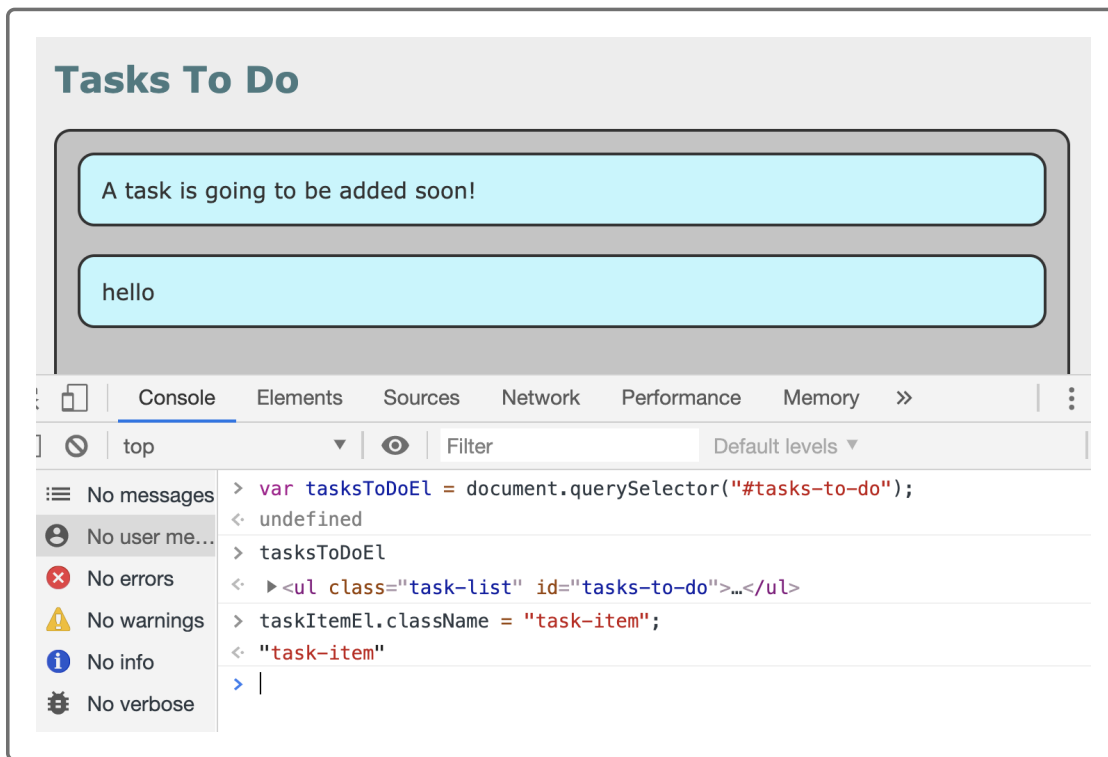 Tasks To Do
A task is going to be added soon!
hello
Console Elements Sources Network Performance Memory »
top ▼ Filter Default levels ▼
No messages
No user me…
No errors
No warnings
No info
No verbose
> var tasksToDoEl = document.querySelector("#tasks-to-do");
<· undefined
> tasksToDoEl
<· ▶<ul class="task-list" id="tasks-to-do">…</ul>
> taskItemEl.className = "task-item";
<· "task-item"
>